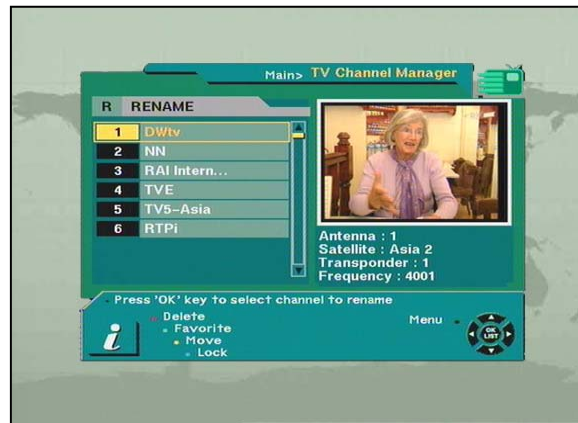 Main> TV Channel Manager
R RENAME
1 DWtv
2 NN
3 RAI Intern...
4 TVE
5 TV5-Asia
6 RTPi
Antenna : 1
Satellite : Asia 2
Transponder : 1
Frequency : 4001
Press 'OK' key to select channel to rename
Delete
Favorite
Move
Lock
Menu
OK
LIST
i